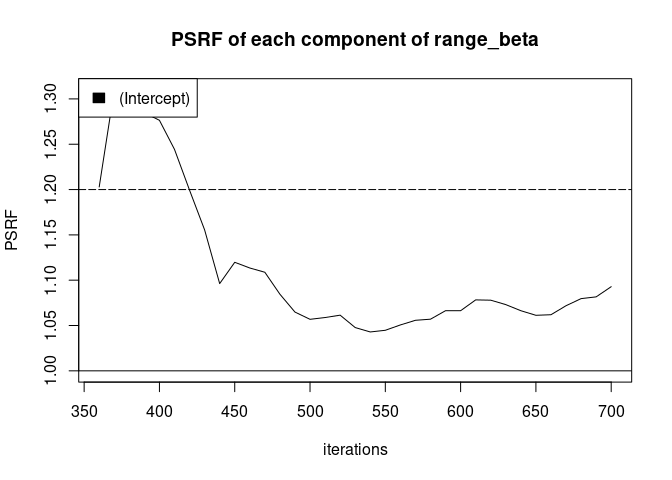 PSRF of each component of range_beta
(Intercept)
PSRF
1.30
1.25
1.20
1.15
1.10
1.05
1.00
350 400 450 500 550 600 650 700
iterations